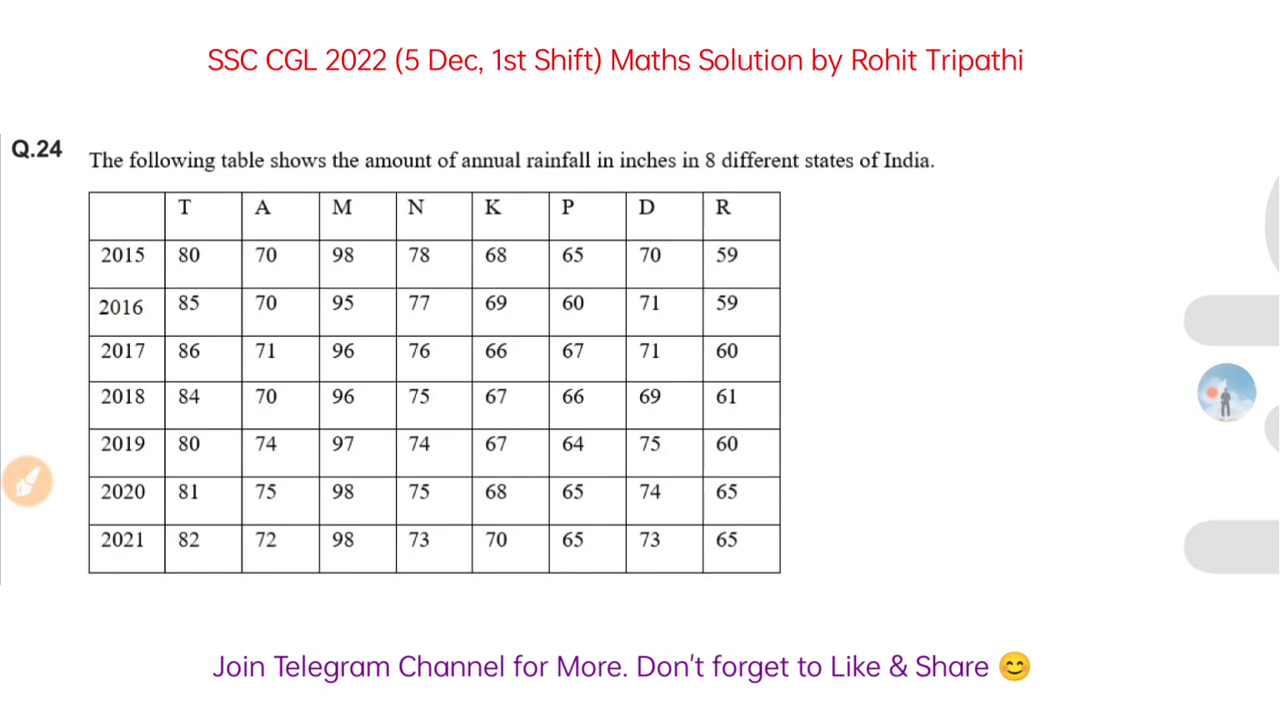 SSC CGL 2022 (5 Dec, 1st Shift) Maths Solution by Rohit Tripathi
Q.24 The following table shows the amount of annual rainfall in inches in 8 different states of India.
T A M N K P D R
2015 80 70 98 78 68 65 70 59
2016 85 70 95 77 69 60 71 59
2017 86 71 96 76 66 67 71 60
2018 84 70 96 75 67 66 69 61
2019 80 74 97 74 67 64 75 60
2020 81 75 98 75 68 65 74 65
2021 82 72 98 73 70 65 73 65
Join Telegram Channel for More. Don't forget to Like & Share 😊